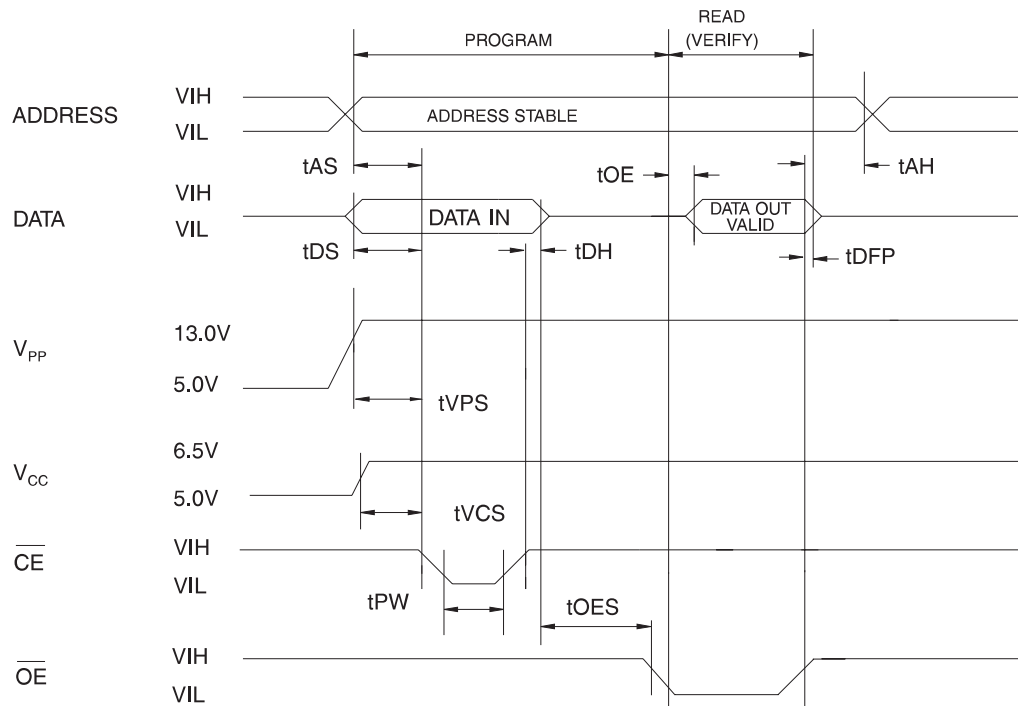 READ
PROGRAM (VERIFY)
ADDRESS VIH
VIL ADDRESS STABLE
tAS tOE tAH
DATA VIH
VIL DATA IN DATA OUT
VALID
tDS tDH tDFP
VPP 13.0V
5.0V
tVPS
VCC 6.5V
5.0V
tVCS
CE VIH
VIL
tPW tOES
OE VIH
VIL